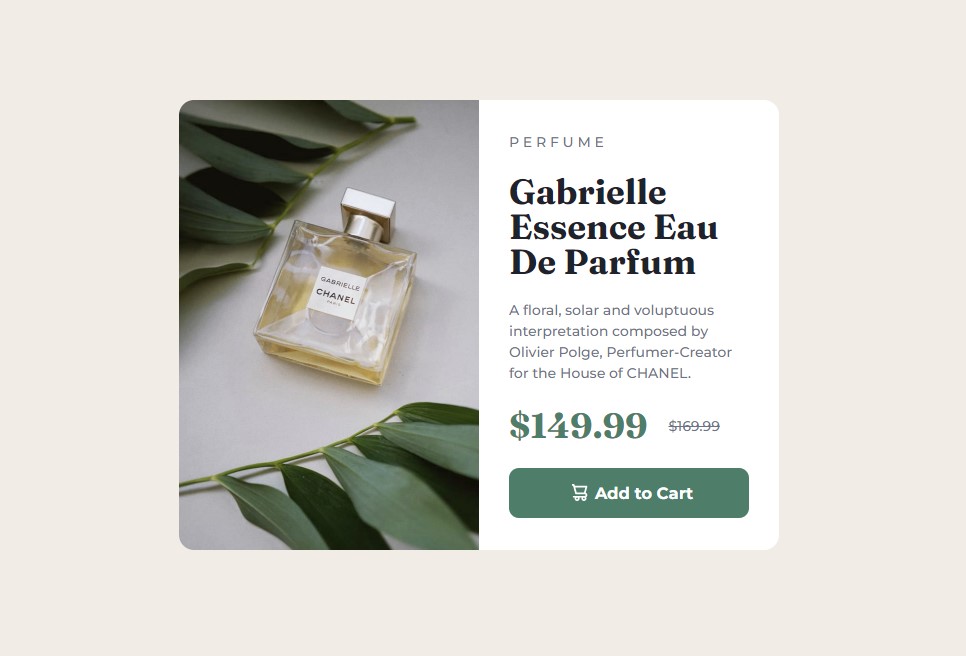 GABRIELLE
CHANEL
PARIS
PERFUME
Gabrielle
Essence Eau
De Parfum
A floral, solar and voluptuous
interpretation composed by
Olivier Polge, Perfumer-Creator
for the House of CHANEL.
$149.99 $169.99
Add to Cart